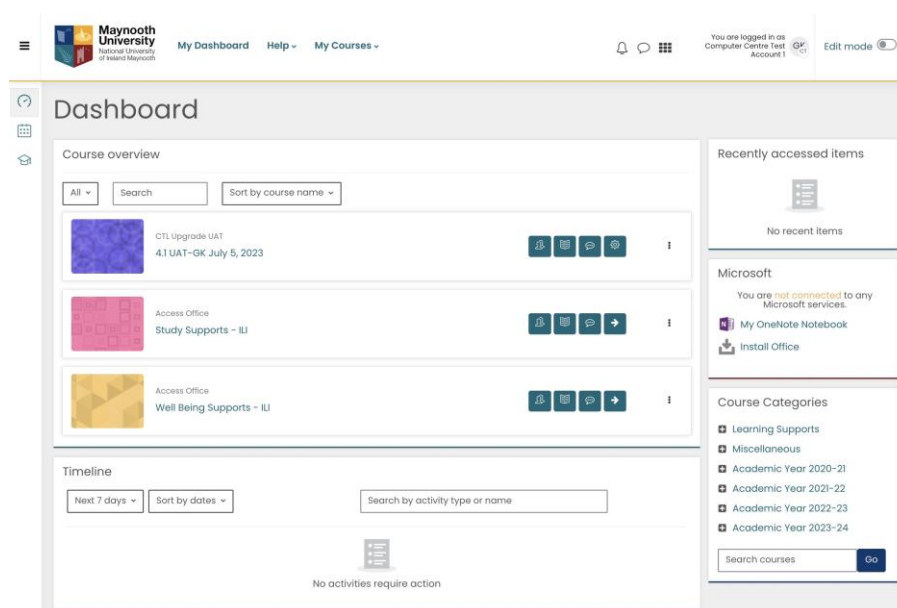 Maynooth
University
National University
of Ireland Maynooth
My Dashboard Help My Courses
You are logged in as
Computer Centre Test
Account 1
CT
Edit mode
Dashboard
Course overview
All Search Sort by course name
CTL Upgrade UAT
4.1 UAT-GK July 5, 2023
Access Office
Study Supports - ILI
Access Office
Well Being Supports - ILI
Timeline
Next 7 days Sort by dates Search by activity type or name
No activities require action
Recently accessed items
No recent items
Microsoft
You are not connected to any
Microsoft services.
N My OneNote Notebook
Install Office
Course Categories
Learning Supports
Miscellaneous
Academic Year 2020-21
Academic Year 2021-22
Academic Year 2022-23
Academic Year 2023-24
Search courses Go